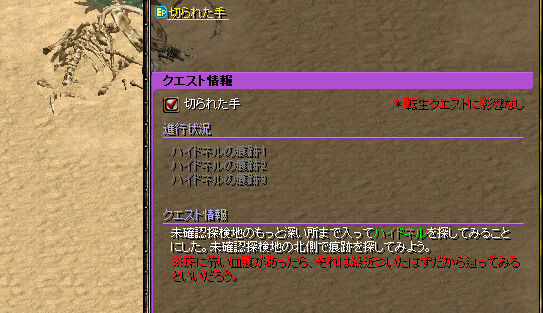 EP 切られた手
クエスト情報
切られた手
*転生クエストに影響なし
進行状況
ハイドネルの痕跡1
ハイドネルの痕跡2
ハイドネルの痕跡3
クエスト情報
未確認探検地のもっと深い所まで入ってハイドネルを探してみること
にした。未確認探検地の北側で痕跡を探してみよう。
※床に赤い血痕があったら、それは最近ついたはずだから辿ってみる
といいだろう。